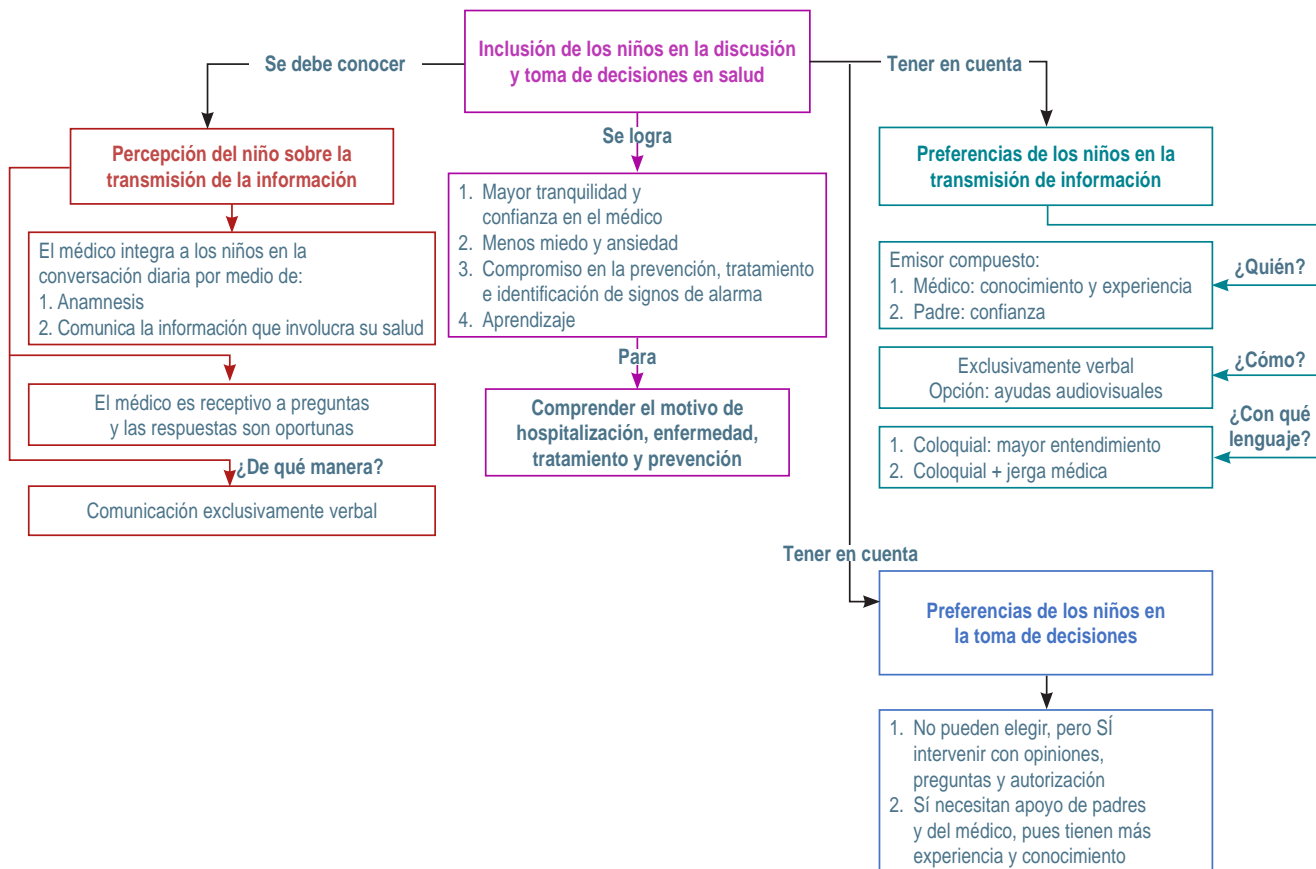 Inclusión de los niños en la discusión
y toma de decisiones en salud
Se debe conocer
Percepción del niño sobre la
transmisión de la información
El médico integra a los niños en la
conversación diaria por medio de:
1. Anamnesis
2. Comunica la información que involucra su salud
El médico es receptivo a preguntas
y las respuestas son oportunas
¿De qué manera?
Comunicación exclusivamente verbal
Se logra
1. Mayor tranquilidad y
confianza en el médico
2. Menos miedo y ansiedad
3. Compromiso en la prevención, tratamiento
e identificación de signos de alarma
4. Aprendizaje
Para
Comprender el motivo de
hospitalización, enfermedad,
tratamiento y prevención
Tener en cuenta
Preferencias de los niños en la
transmisión de información
¿Quién?
Emisor compuesto:
1. Médico: conocimiento y experiencia
2. Padre: confianza
¿Cómo?
Exclusivamente verbal
Opción: ayudas audiovisuales
¿Con qué
lenguaje?
1. Coloquial: mayor entendimiento
2. Coloquial + jerga médica
Tener en cuenta
Preferencias de los niños en
la toma de decisiones
1. No pueden elegir, pero SÍ
intervenir con opiniones,
preguntas y autorización
2. Sí necesitan apoyo de padres
y del médico, pues tienen más
experiencia y conocimiento